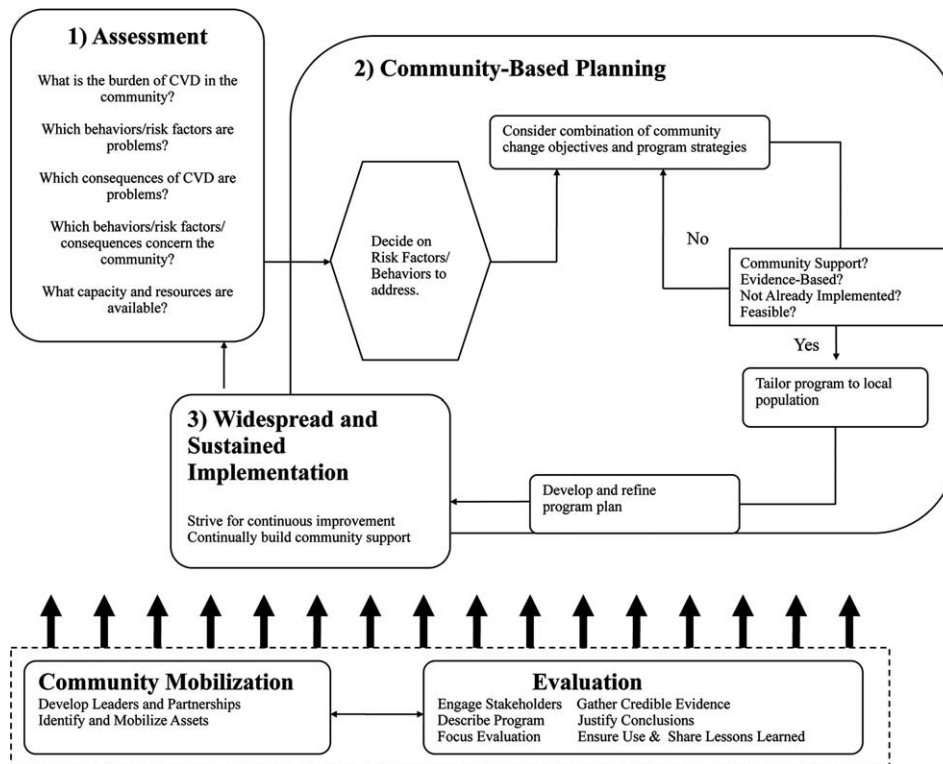 1) Assessment
What is the burden of CVD in the
community?
Which behaviors/risk factors are
problems?
Which consequences of CVD are
problems?
Which behaviors/risk factors/
consequences concern the
community?
What capacity and resources are
available?
2) Community-Based Planning
Consider combination of community
change objectives and program strategies
Decide on
Risk Factors/
Behaviors to
address.
No
Community Support?
Evidence-Based?
Not Already Implemented?
Feasible?
Yes
Tailor program to local
population
Develop and refine
program plan
3) Widespread and
Sustained
Implementation
Strive for continuous improvement
Continually build community support
Community Mobilization
Develop Leaders and Partnerships
Identify and Mobilize Assets
Evaluation
Engage Stakeholders Gather Credible Evidence
Describe Program Justify Conclusions
Focus Evaluation Ensure Use & Share Lessons Learned